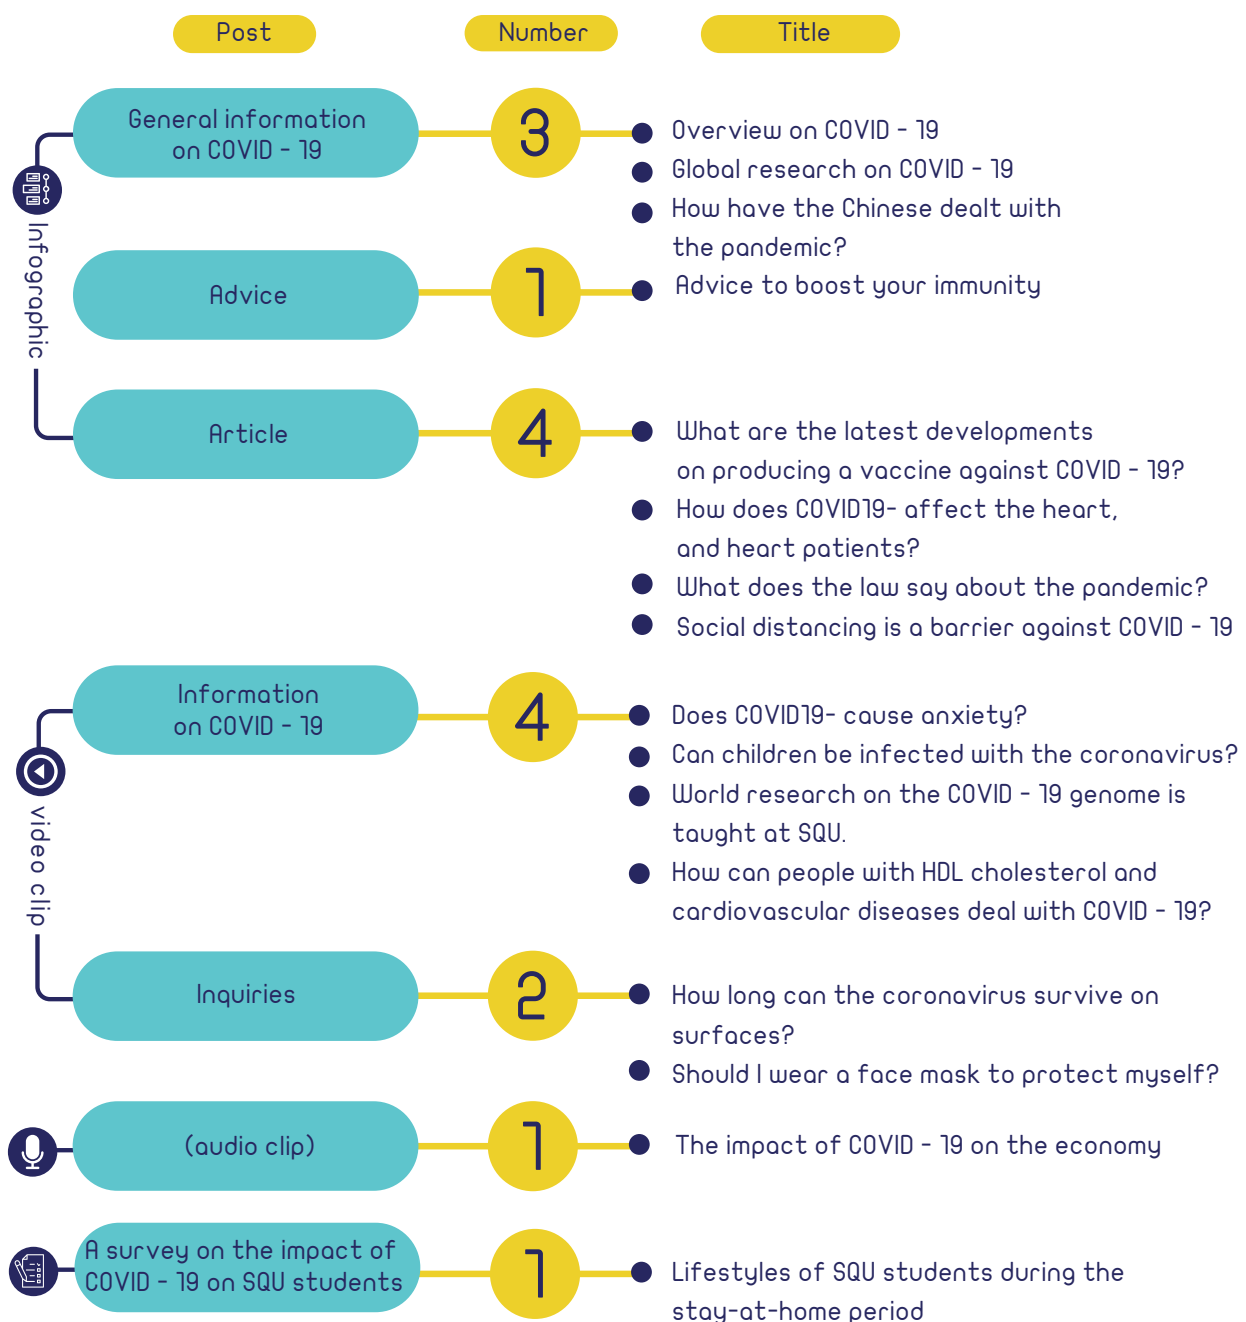 Post Number Title
General information
on COVID - 19
3
Overview on COVID - 19
Global research on COVID - 19
How have the Chinese dealt with
the pandemic?
Infographic
Advice
1
Advice to boost your immunity
Article
4
What are the latest developments
on producing a vaccine against COVID - 19?
How does COVID19- affect the heart,
and heart patients?
What does the law say about the pandemic?
Social distancing is a barrier against COVID - 19
Information
on COVID - 19
4
Does COVID19- cause anxiety?
Can children be infected with the coronavirus?
World research on the COVID - 19 genome is
taught at SQU.
How can people with HDL cholesterol and
cardiovascular diseases deal with COVID - 19?
video clip
Inquiries
2
How long can the coronavirus survive on
surfaces?
Should I wear a face mask to protect myself?
(audio clip)
1
The impact of COVID - 19 on the economy
A survey on the impact of
COVID - 19 on SQU students
1
Lifestyles of SQU students during the
stay-at-home period